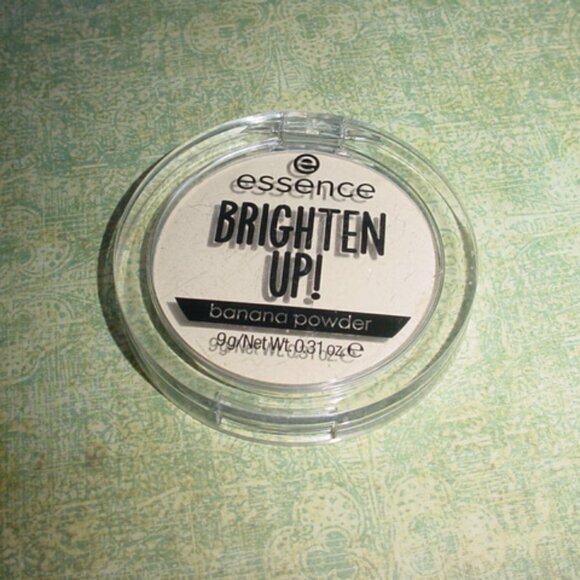 essence
BRIGHTEN
UP!
banana powder
9g/Net Wt. 0.31 oz. ℮